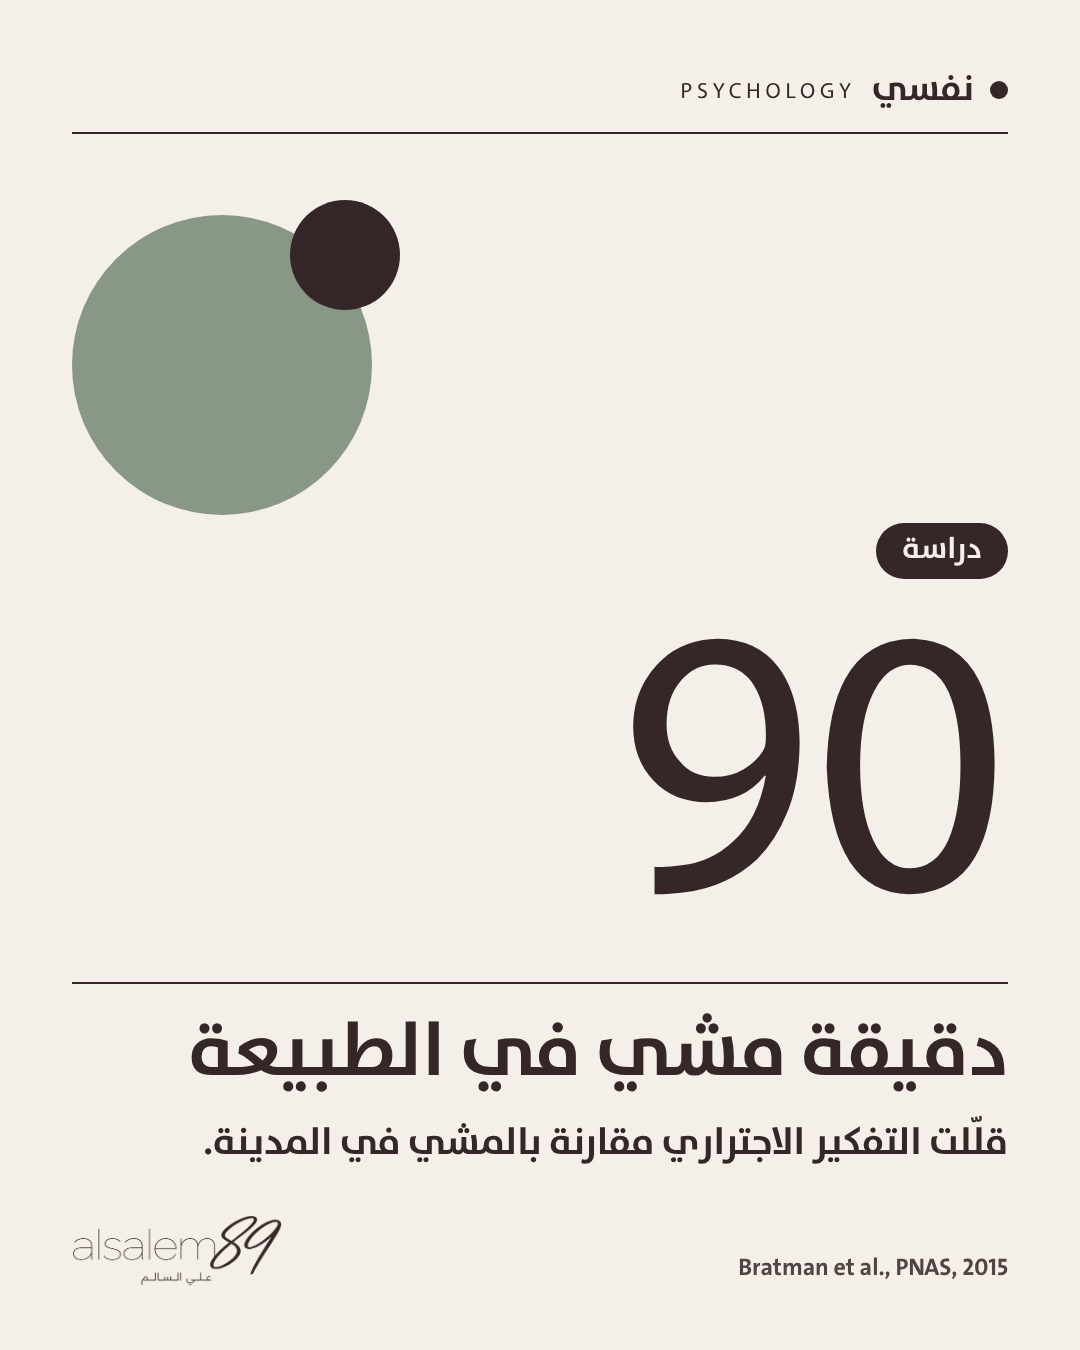 نفسي PSYCHOLOGY
دراسة
90
دقيقة مشي في الطبيعة
قلّلت التفكير الاجتراري مقارنة بالمشي في المدينة.
alsalem89
علي السالم
Bratman et al., PNAS, 2015